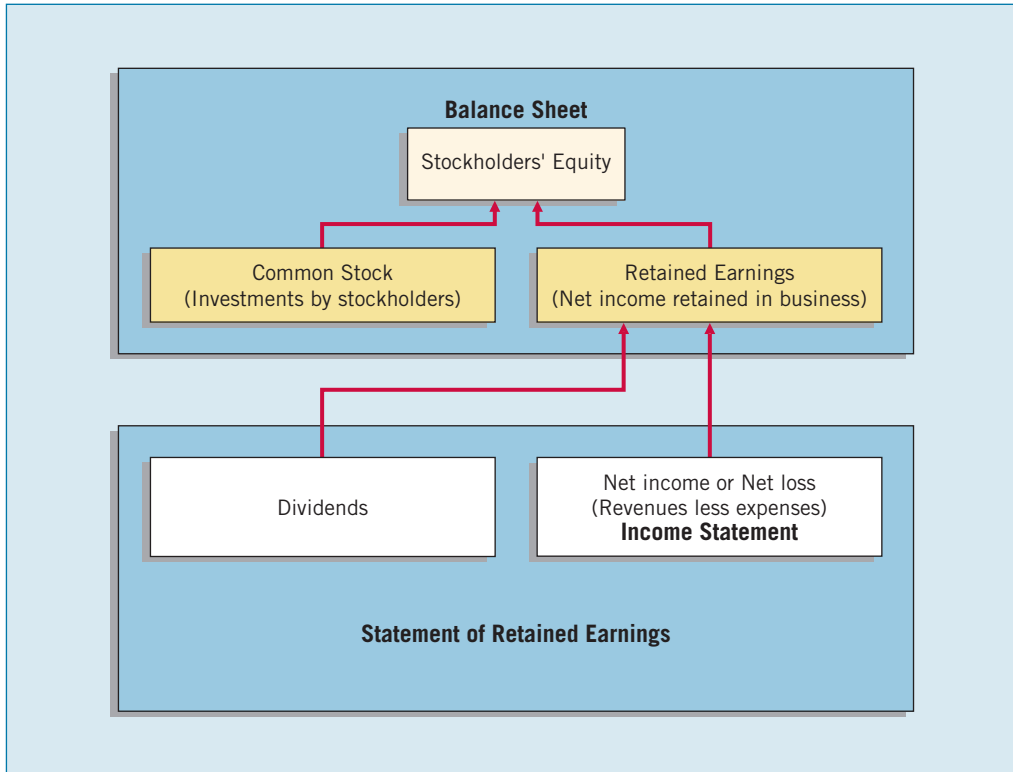 Balance Sheet
Stockholders' Equity
Common Stock
(Investments by stockholders)
Retained Earnings
(Net income retained in business)
Dividends
Net income or Net loss
(Revenues less expenses)
Income Statement
Statement of Retained Earnings